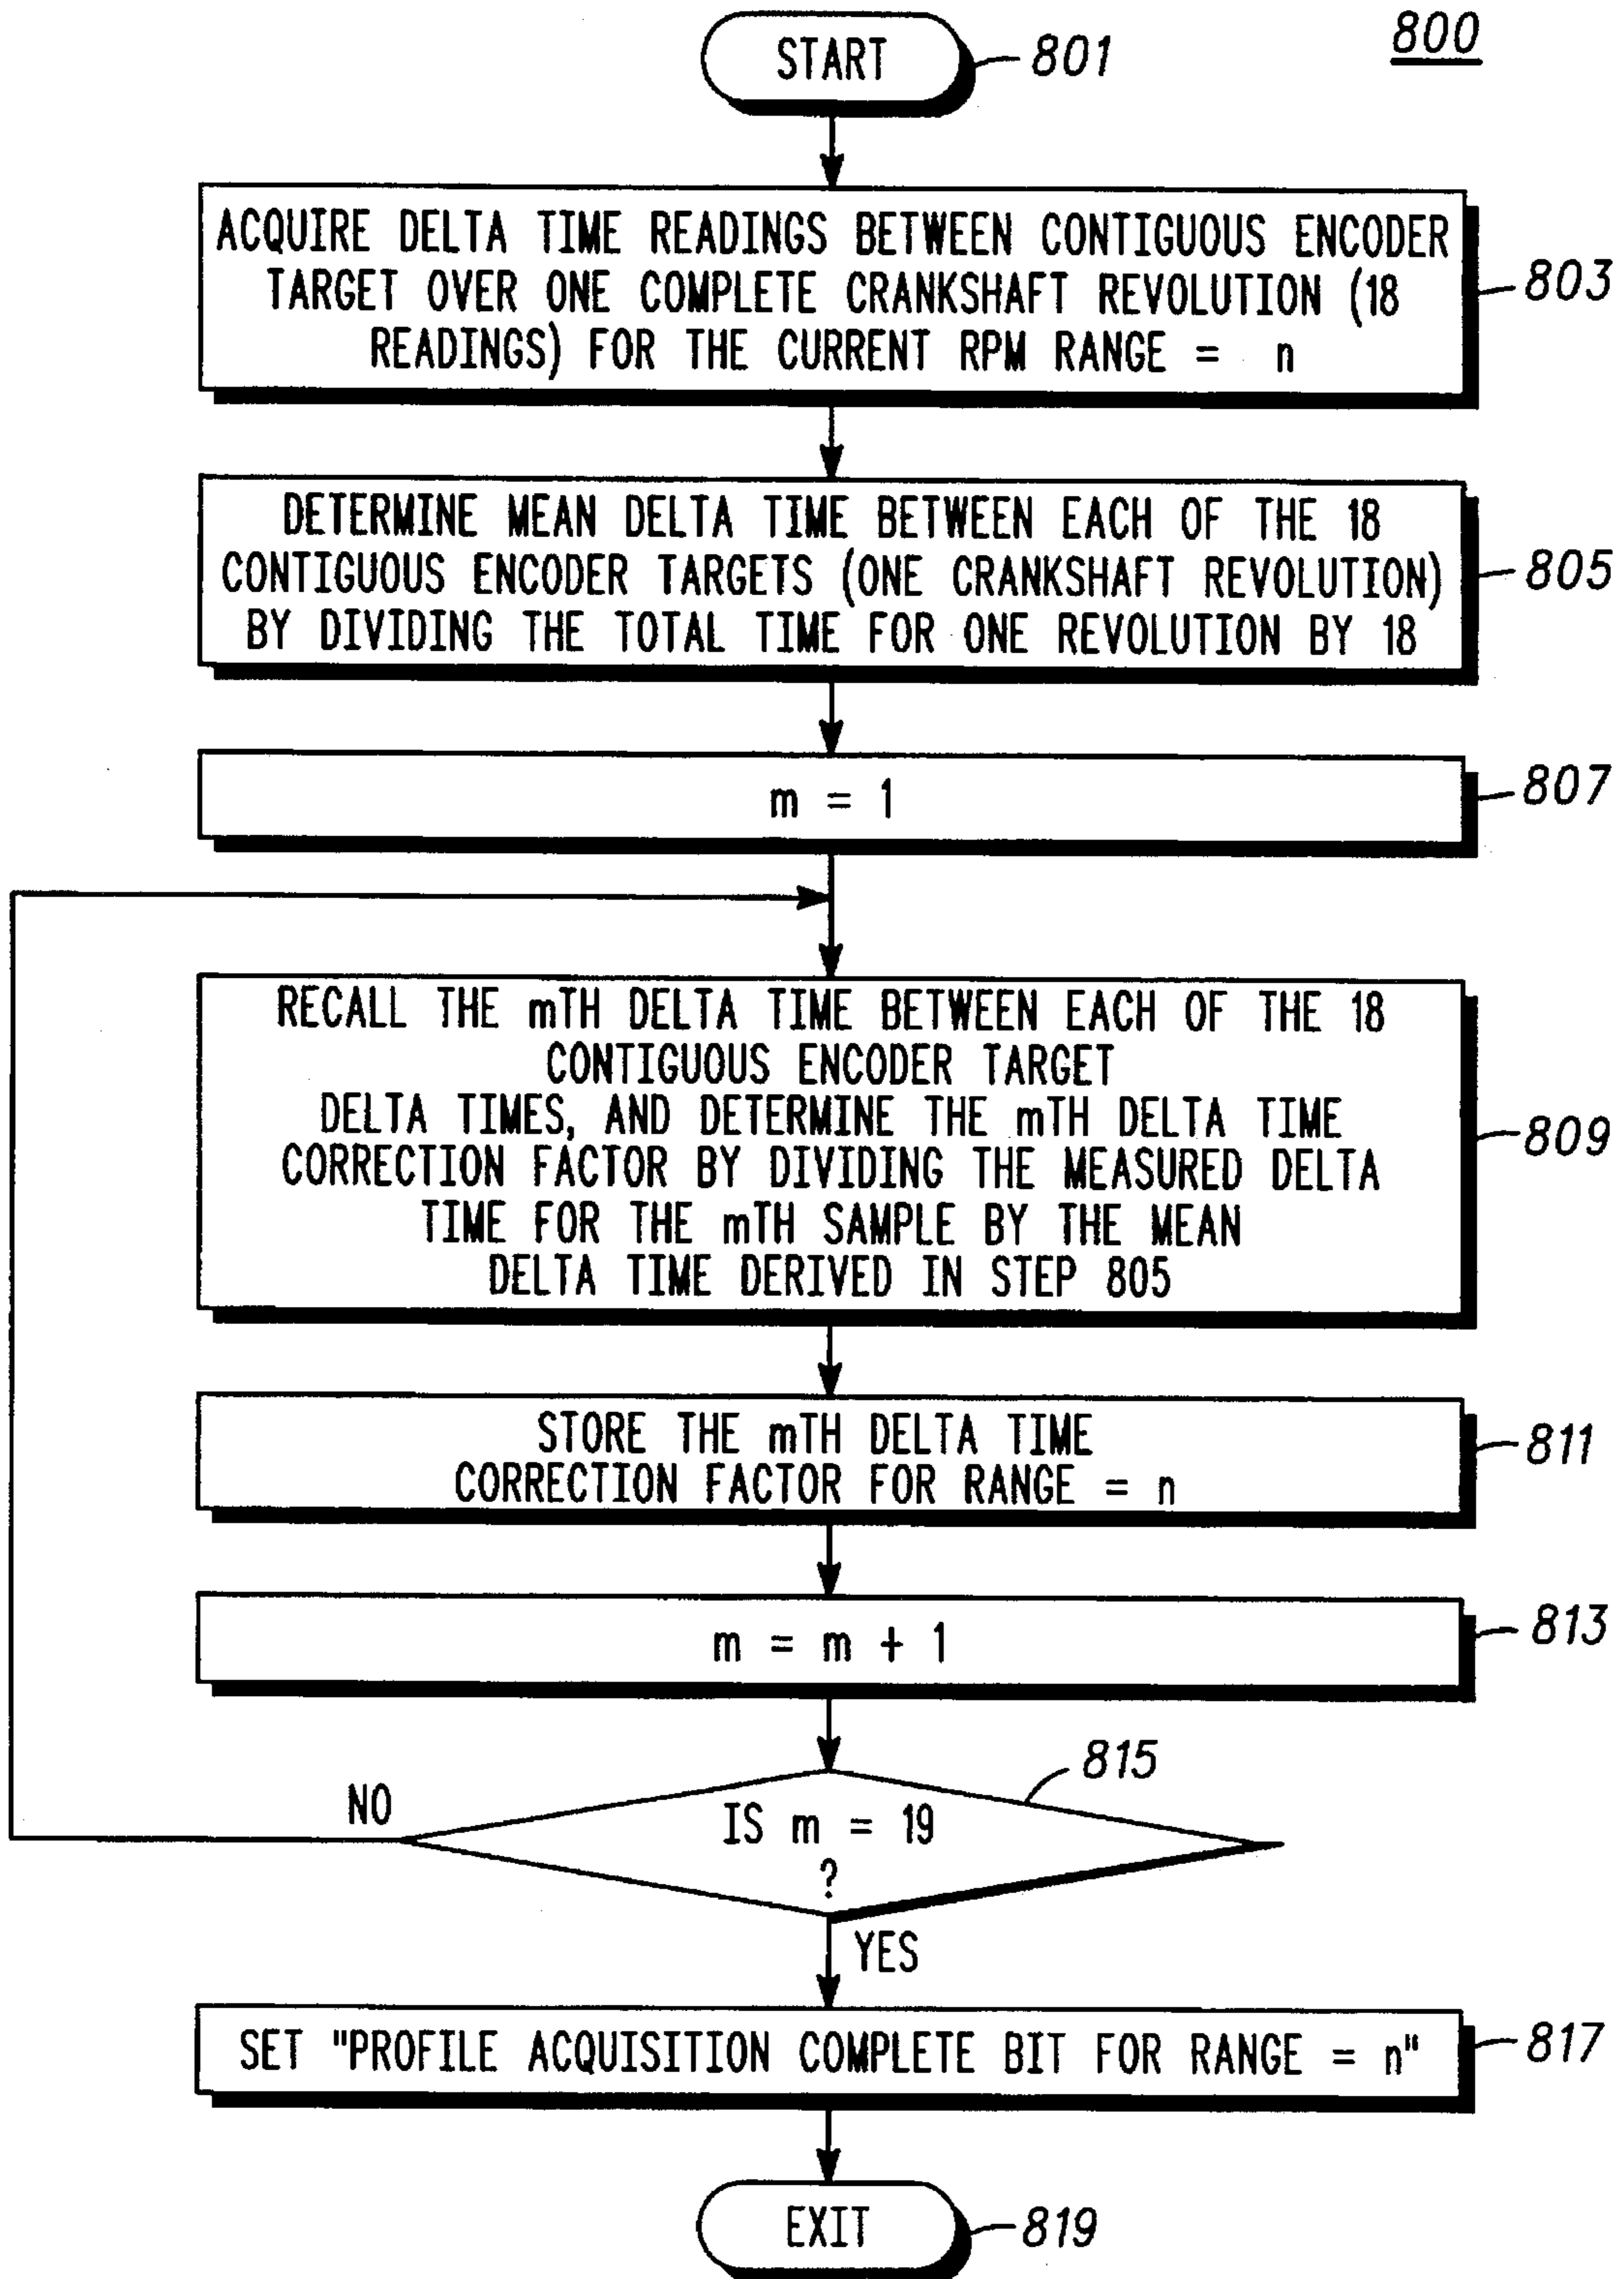 800
START
801
ACQUIRE DELTA TIME READINGS BETWEEN CONTIGUOUS ENCODER
TARGET OVER ONE COMPLETE CRANKSHAFT REVOLUTION (18
READINGS) FOR THE CURRENT RPM RANGE = n
803
DETERMINE MEAN DELTA TIME BETWEEN EACH OF THE 18
CONTIGUOUS ENCODER TARGETS (ONE CRANKSHAFT REVOLUTION)
BY DIVIDING THE TOTAL TIME FOR ONE REVOLUTION BY 18
805
m = 1
807
RECALL THE mTH DELTA TIME BETWEEN EACH OF THE 18
CONTIGUOUS ENCODER TARGET
DELTA TIMES, AND DETERMINE THE mTH DELTA TIME
CORRECTION FACTOR BY DIVIDING THE MEASURED DELTA
TIME FOR THE mTH SAMPLE BY THE MEAN
DELTA TIME DERIVED IN STEP 805
809
STORE THE mTH DELTA TIME
CORRECTION FACTOR FOR RANGE = n
811
m = m + 1
813
815
NO
IS m = 19
?
YES
SET "PROFILE ACQUISITION COMPLETE BIT FOR RANGE = n"
817
EXIT
819